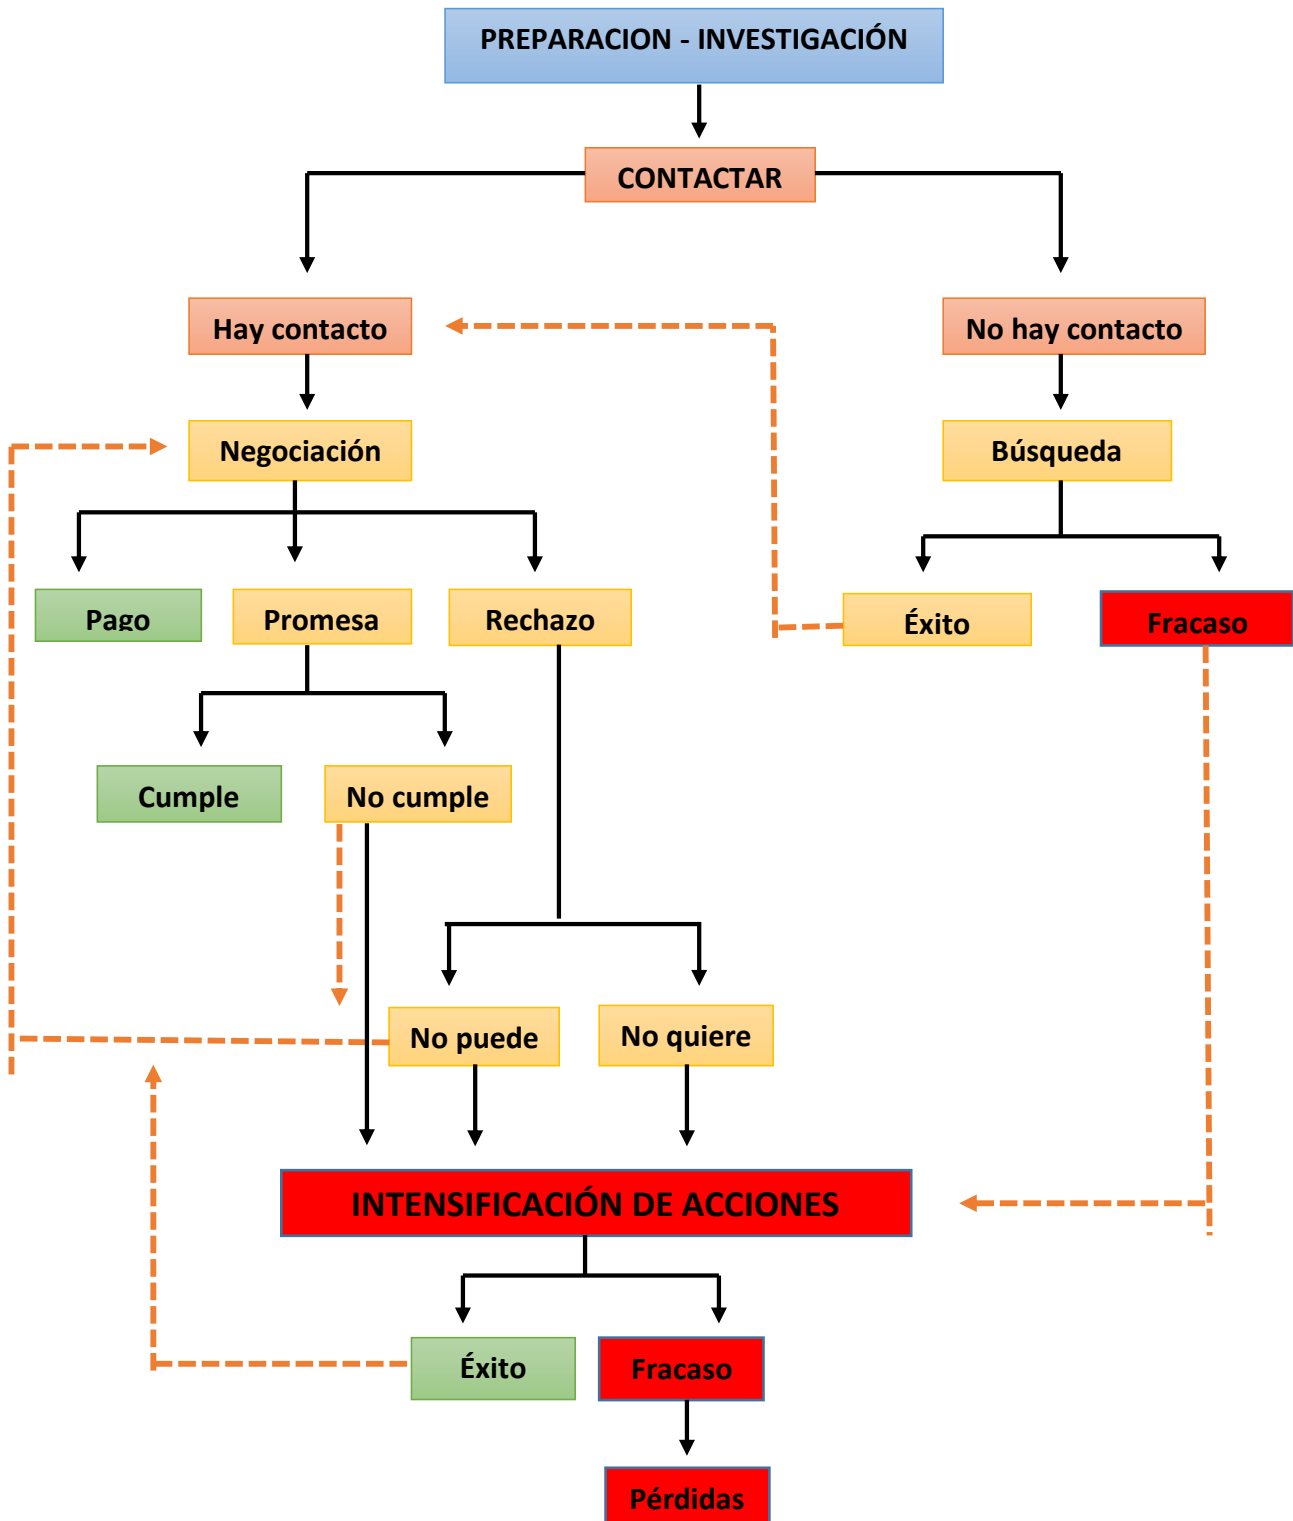 PREPARACION - INVESTIGACIÓN
CONTACTAR
Hay contacto
No hay contacto
Negociación
Búsqueda
Pago
Promesa
Rechazo
Éxito
Fracaso
Cumple
No cumple
No puede
No quiere
INTENSIFICACIÓN DE ACCIONES
Éxito
Fracaso
Pérdidas